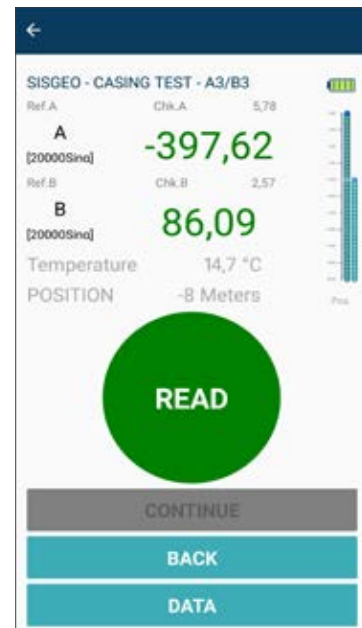 SISGEO - CASING TEST - A3/B3
Ref.A Chk.A 5,78
A -397,62
[20000Sinα]
Ref.B Chk.B 2,57
B 86,09
[20000Sinα]
Temperature 14,7 °C
POSITION -8 Meters
Pos.
READ
CONTINUE
BACK
DATA